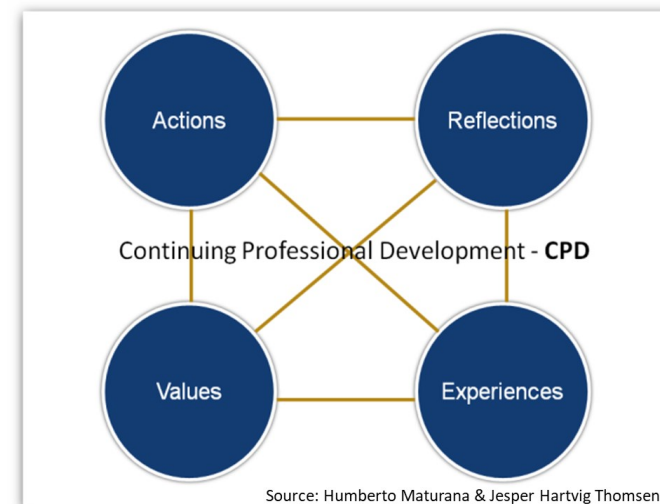 Actions
Reflections
Continuing Professional Development - CPD
Values
Experiences
Source: Humberto Maturana & Jesper Hartvig Thomsen